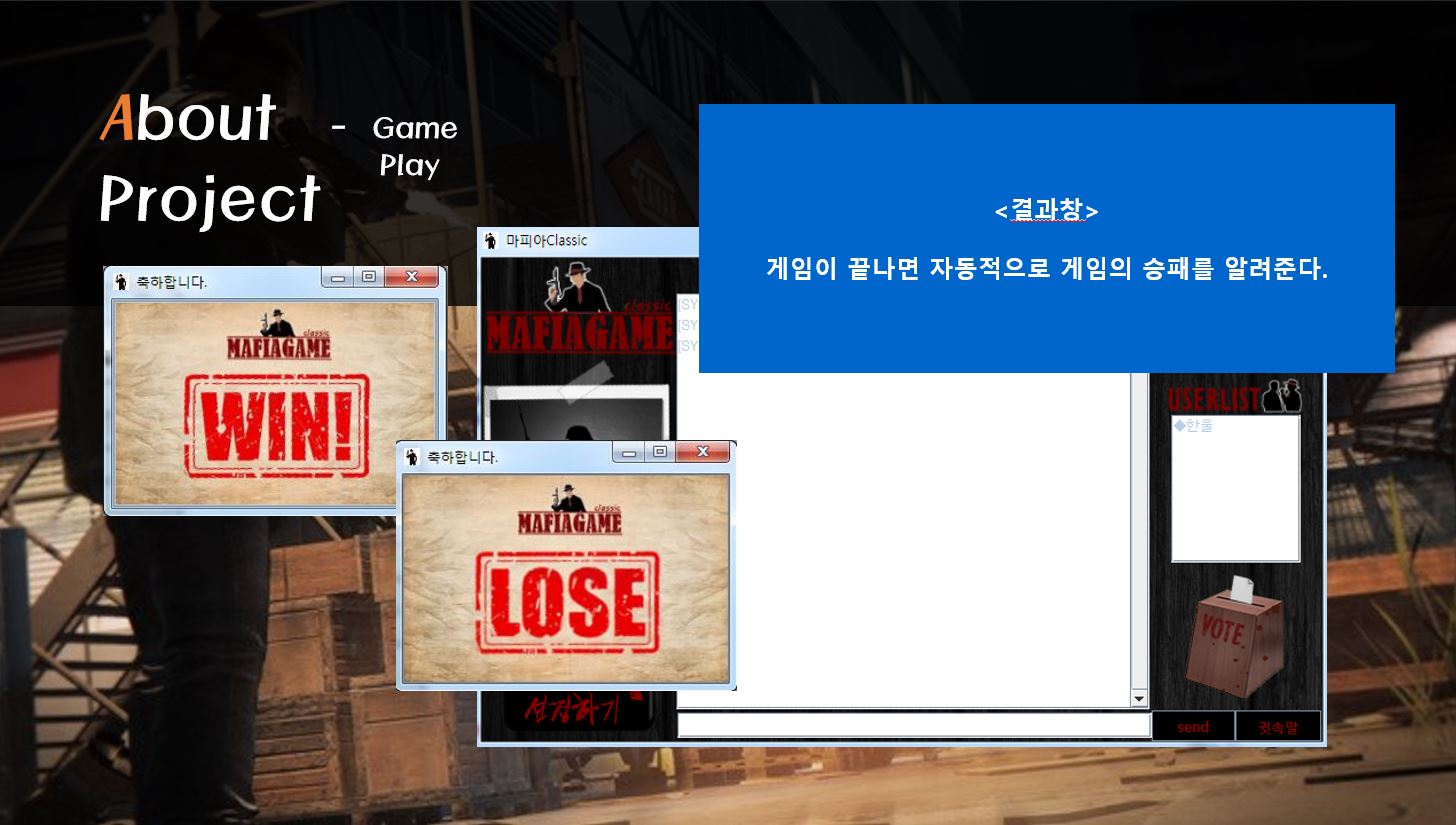 About
Project
- Game
Play
<결과창>
게임이 끝나면 자동적으로 게임의 승패를 알려준다.
마피아Classic
classic
MAFIAGAME
[SY
[SY
[SY
축하합니다.
classic
MAFIAGAME
WIN!
축하합니다.
classic
MAFIAGAME
LOSE
USERLIST
◆한울
VOTE
선정하기
send
귓속말